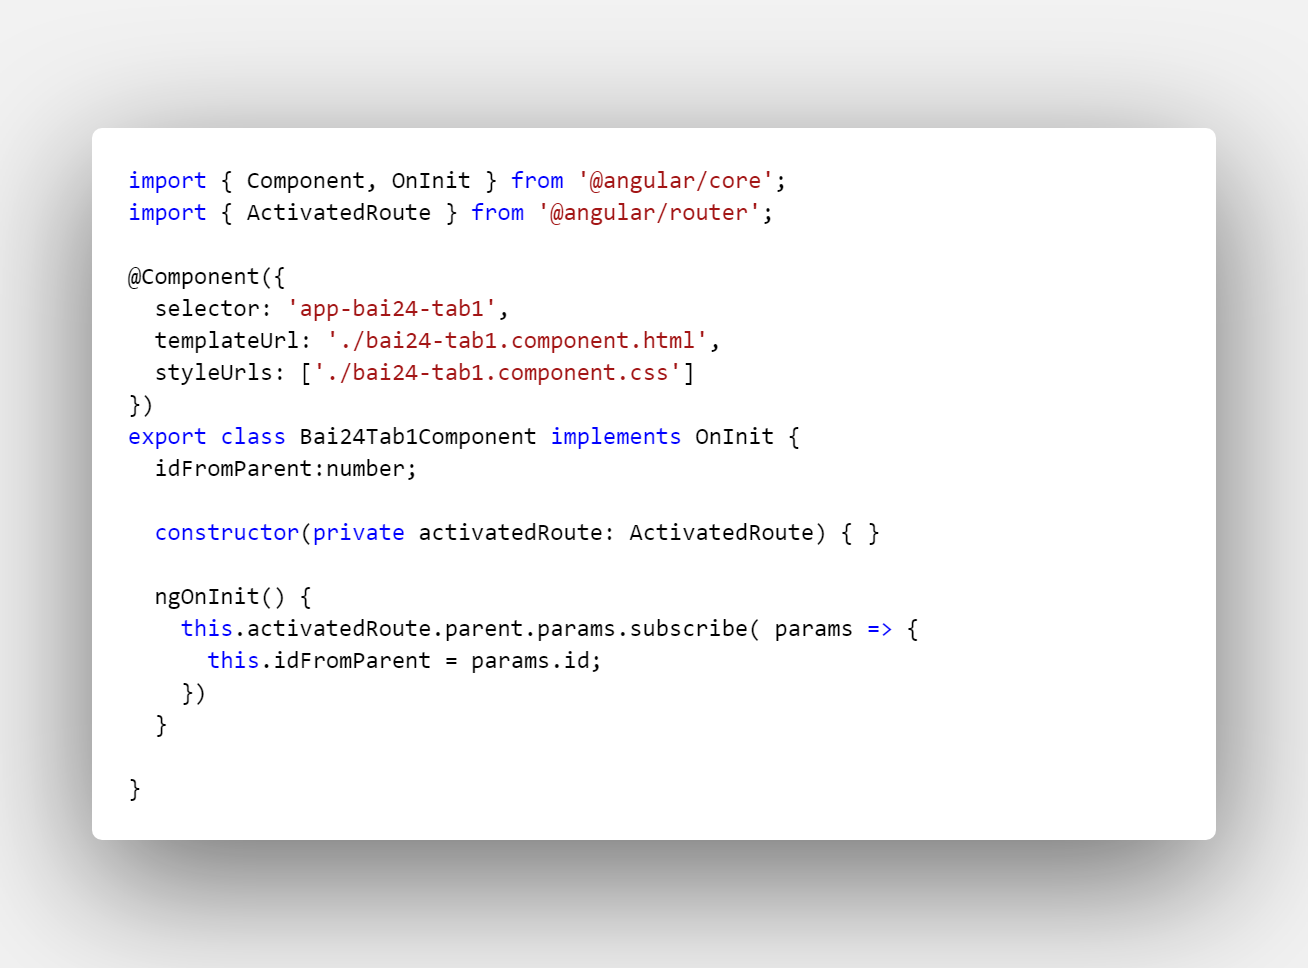 import { Component, OnInit } from '@angular/core';
import { ActivatedRoute } from '@angular/router';

@Component({
  selector: 'app-bai24-tab1',
  templateUrl: './bai24-tab1.component.html',
  styleUrls: ['./bai24-tab1.component.css']
})
export class Bai24Tab1Component implements OnInit {
  idFromParent:number;

  constructor(private activatedRoute: ActivatedRoute) { }

  ngOnInit() {
    this.activatedRoute.parent.params.subscribe( params => {
      this.idFromParent = params.id;
    })
  }

}